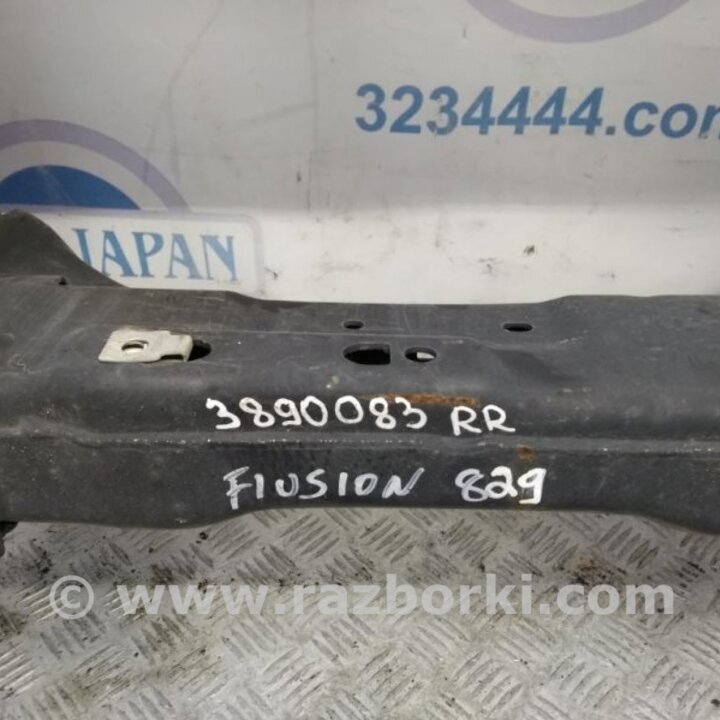 3234444.com
JAPAN
3890083 RR
FIUSION 829
© www.razborki.com